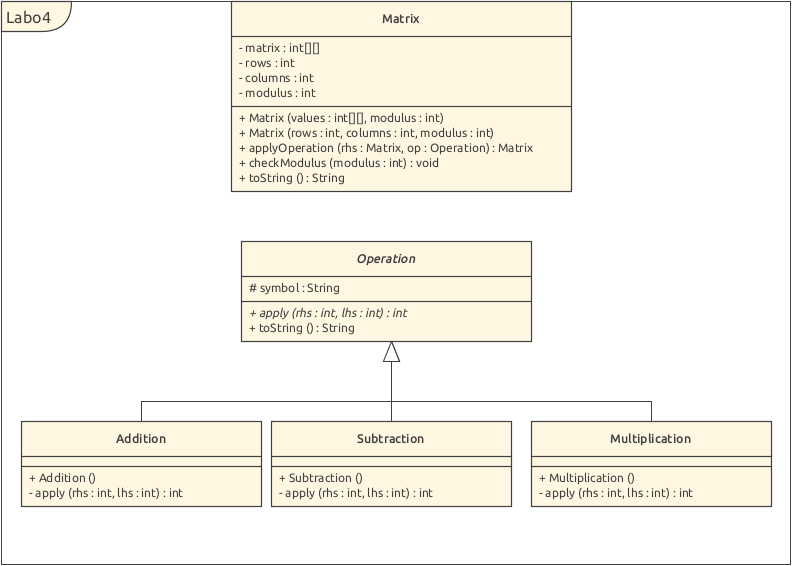 Labo4
Matrix
- matrix : int[][]
- rows : int
- columns : int
- modulus : int
+ Matrix (values : int[][], modulus : int)
+ Matrix (rows : int, columns : int, modulus : int)
+ applyOperation (rhs : Matrix, op : Operation) : Matrix
+ checkModulus (modulus : int) : void
+ toString () : String
Operation
# symbol : String
+ apply (rhs : int, lhs : int) : int
+ toString () : String
Addition
+ Addition ()
- apply (rhs : int, lhs : int) : int
Subtraction
+ Subtraction ()
- apply (rhs : int, lhs : int) : int
Multiplication
+ Multiplication ()
- apply (rhs : int, lhs : int) : int